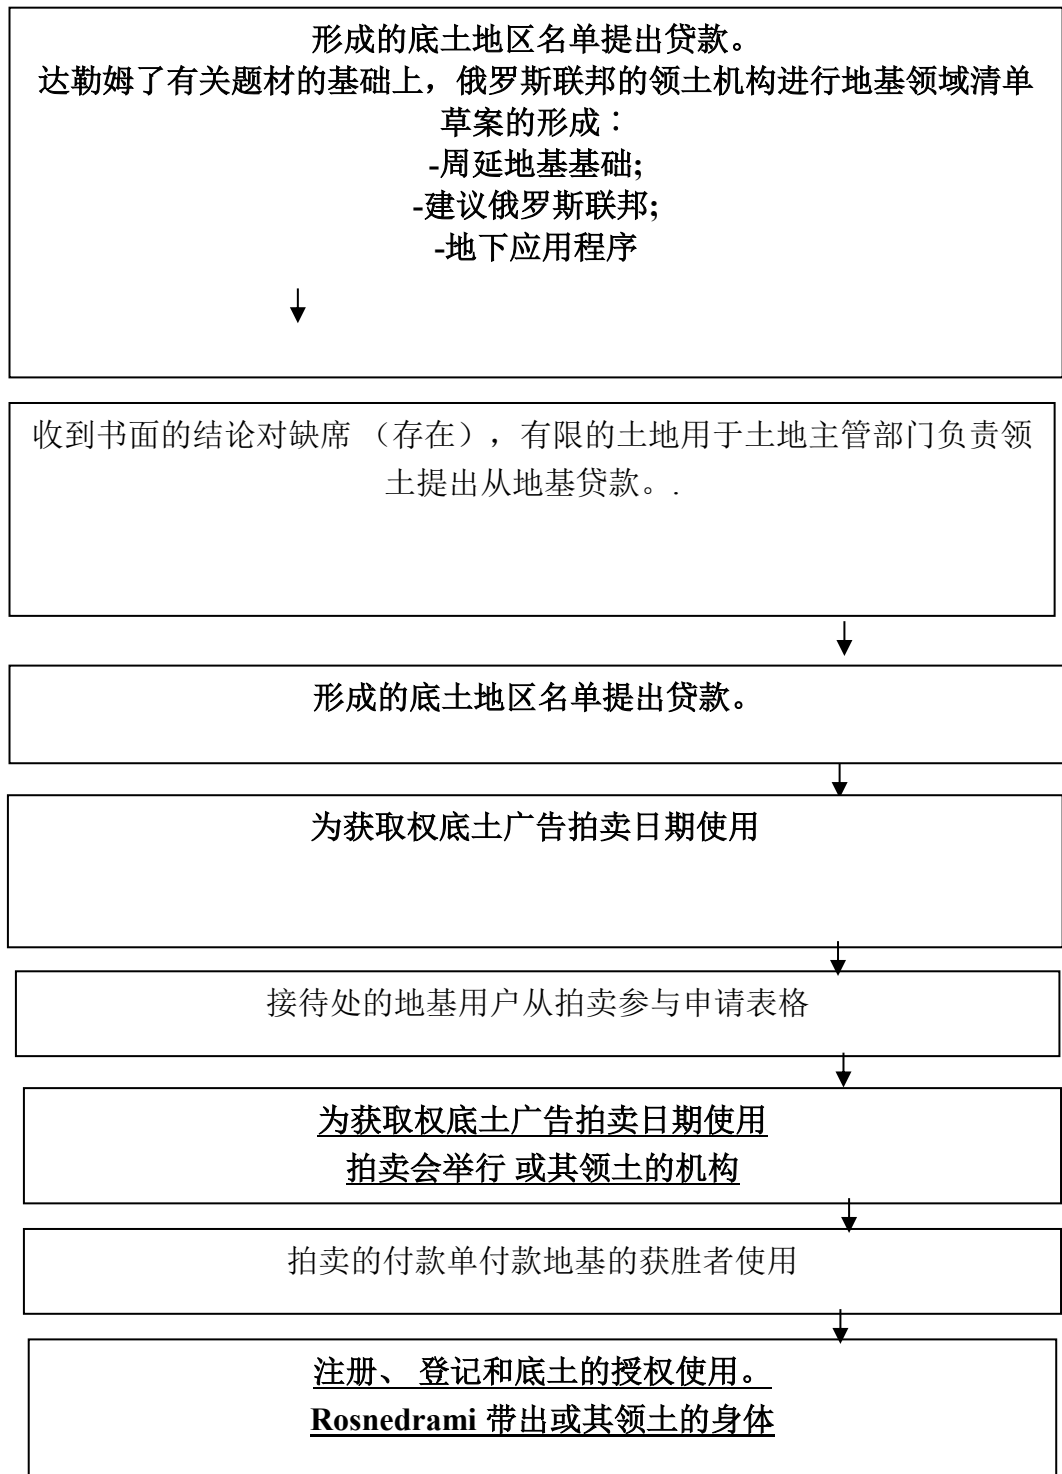 形成的底土地区名单提出贷款。
达勒姆了有关题材的基础上，俄罗斯联邦的领土机构进行地基领域清单
草案的形成：
-周延地基基础;
-建议俄罗斯联邦;
-地下应用程序
收到书面的结论对缺席 （存在），有限的土地用于土地主管部门负责领
土提出从地基贷款。.
形成的底土地区名单提出贷款。
为获取权底土广告拍卖日期使用
接待处的地基用户从拍卖参与申请表格
为获取权底土广告拍卖日期使用
拍卖会举行 或其领土的机构
拍卖的付款单付款地基的获胜者使用
注册、 登记和底土的授权使用。
Rosnedrami 带出或其领土的身体